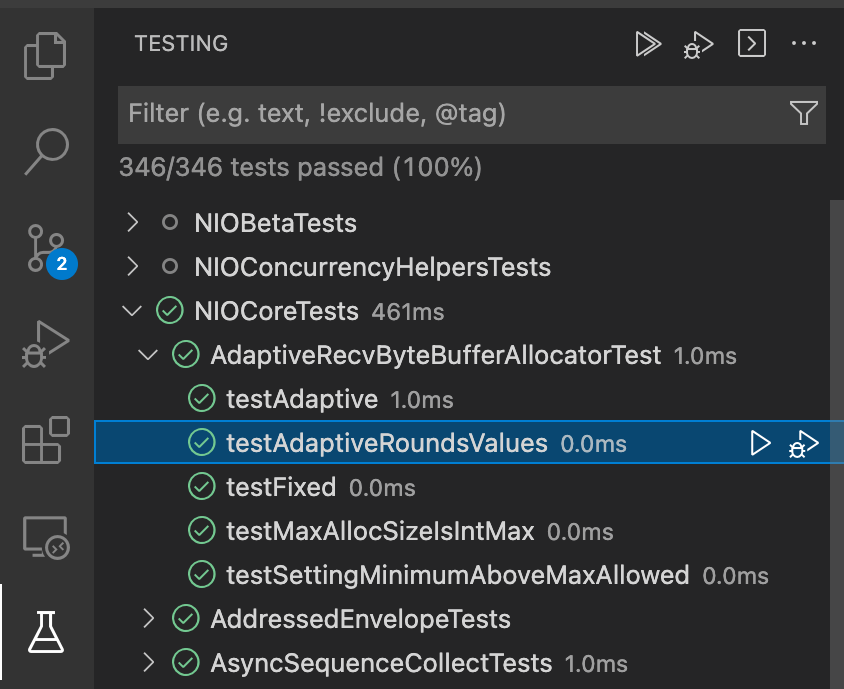 TESTING
Filter (e.g. text, !exclude, @tag)
346/346 tests passed (100%)
NIOBetaTests
NIOConcurrencyHelpersTests
2
NIOCoreTests 461ms
AdaptiveRecvByteBufferAllocatorTest 1.0ms
testAdaptive 1.0ms
testAdaptiveRoundsValues 0.0ms
testFixed 0.0ms
testMaxAllocSizeIsIntMax 0.0ms
testSettingMinimumAboveMaxAllowed 0.0ms
AddressedEnvelopeTests
AsyncSequenceCollectTests 1.0ms